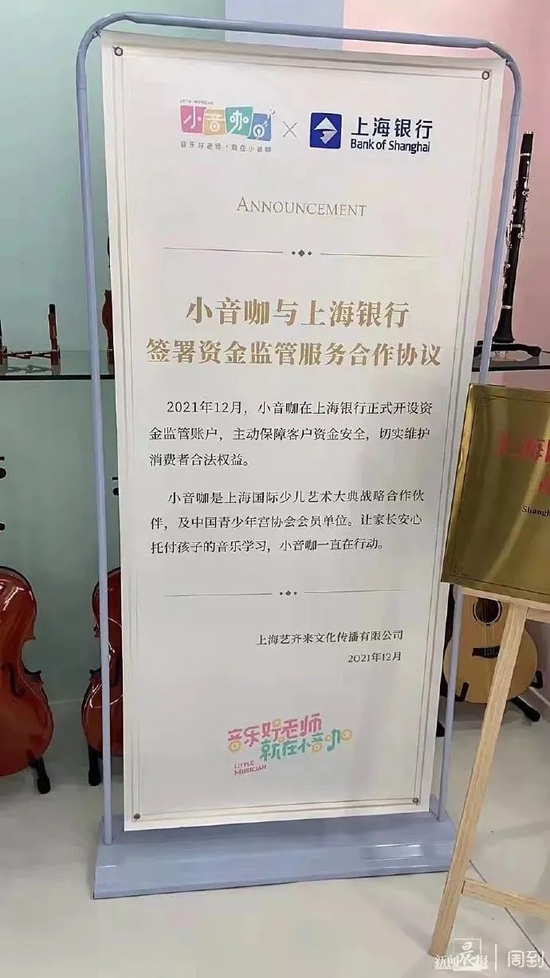 LITTLE MUSICIAN
小音咖
音乐好老师·就在小音咖
×
上海银行
Bank of Shanghai
ANNOUNCEMENT
小音咖与上海银行
签署资金监管服务合作协议
2021年12月，小音咖在上海银行正式开设资
金监管账户，主动保障客户资金安全，切实维护
消费者合法权益。
小音咖是上海国际少儿艺术大典战略合作伙
伴，及中国青少年宫协会会员单位。让家长安心
托付孩子的音乐学习，小音咖一直在行动。
上海艺齐来文化传播有限公司
2021年12月
音乐好老师
就在小音咖
LITTLE
MUSICIAN
上海
Shang
新闻晨报 | 周到